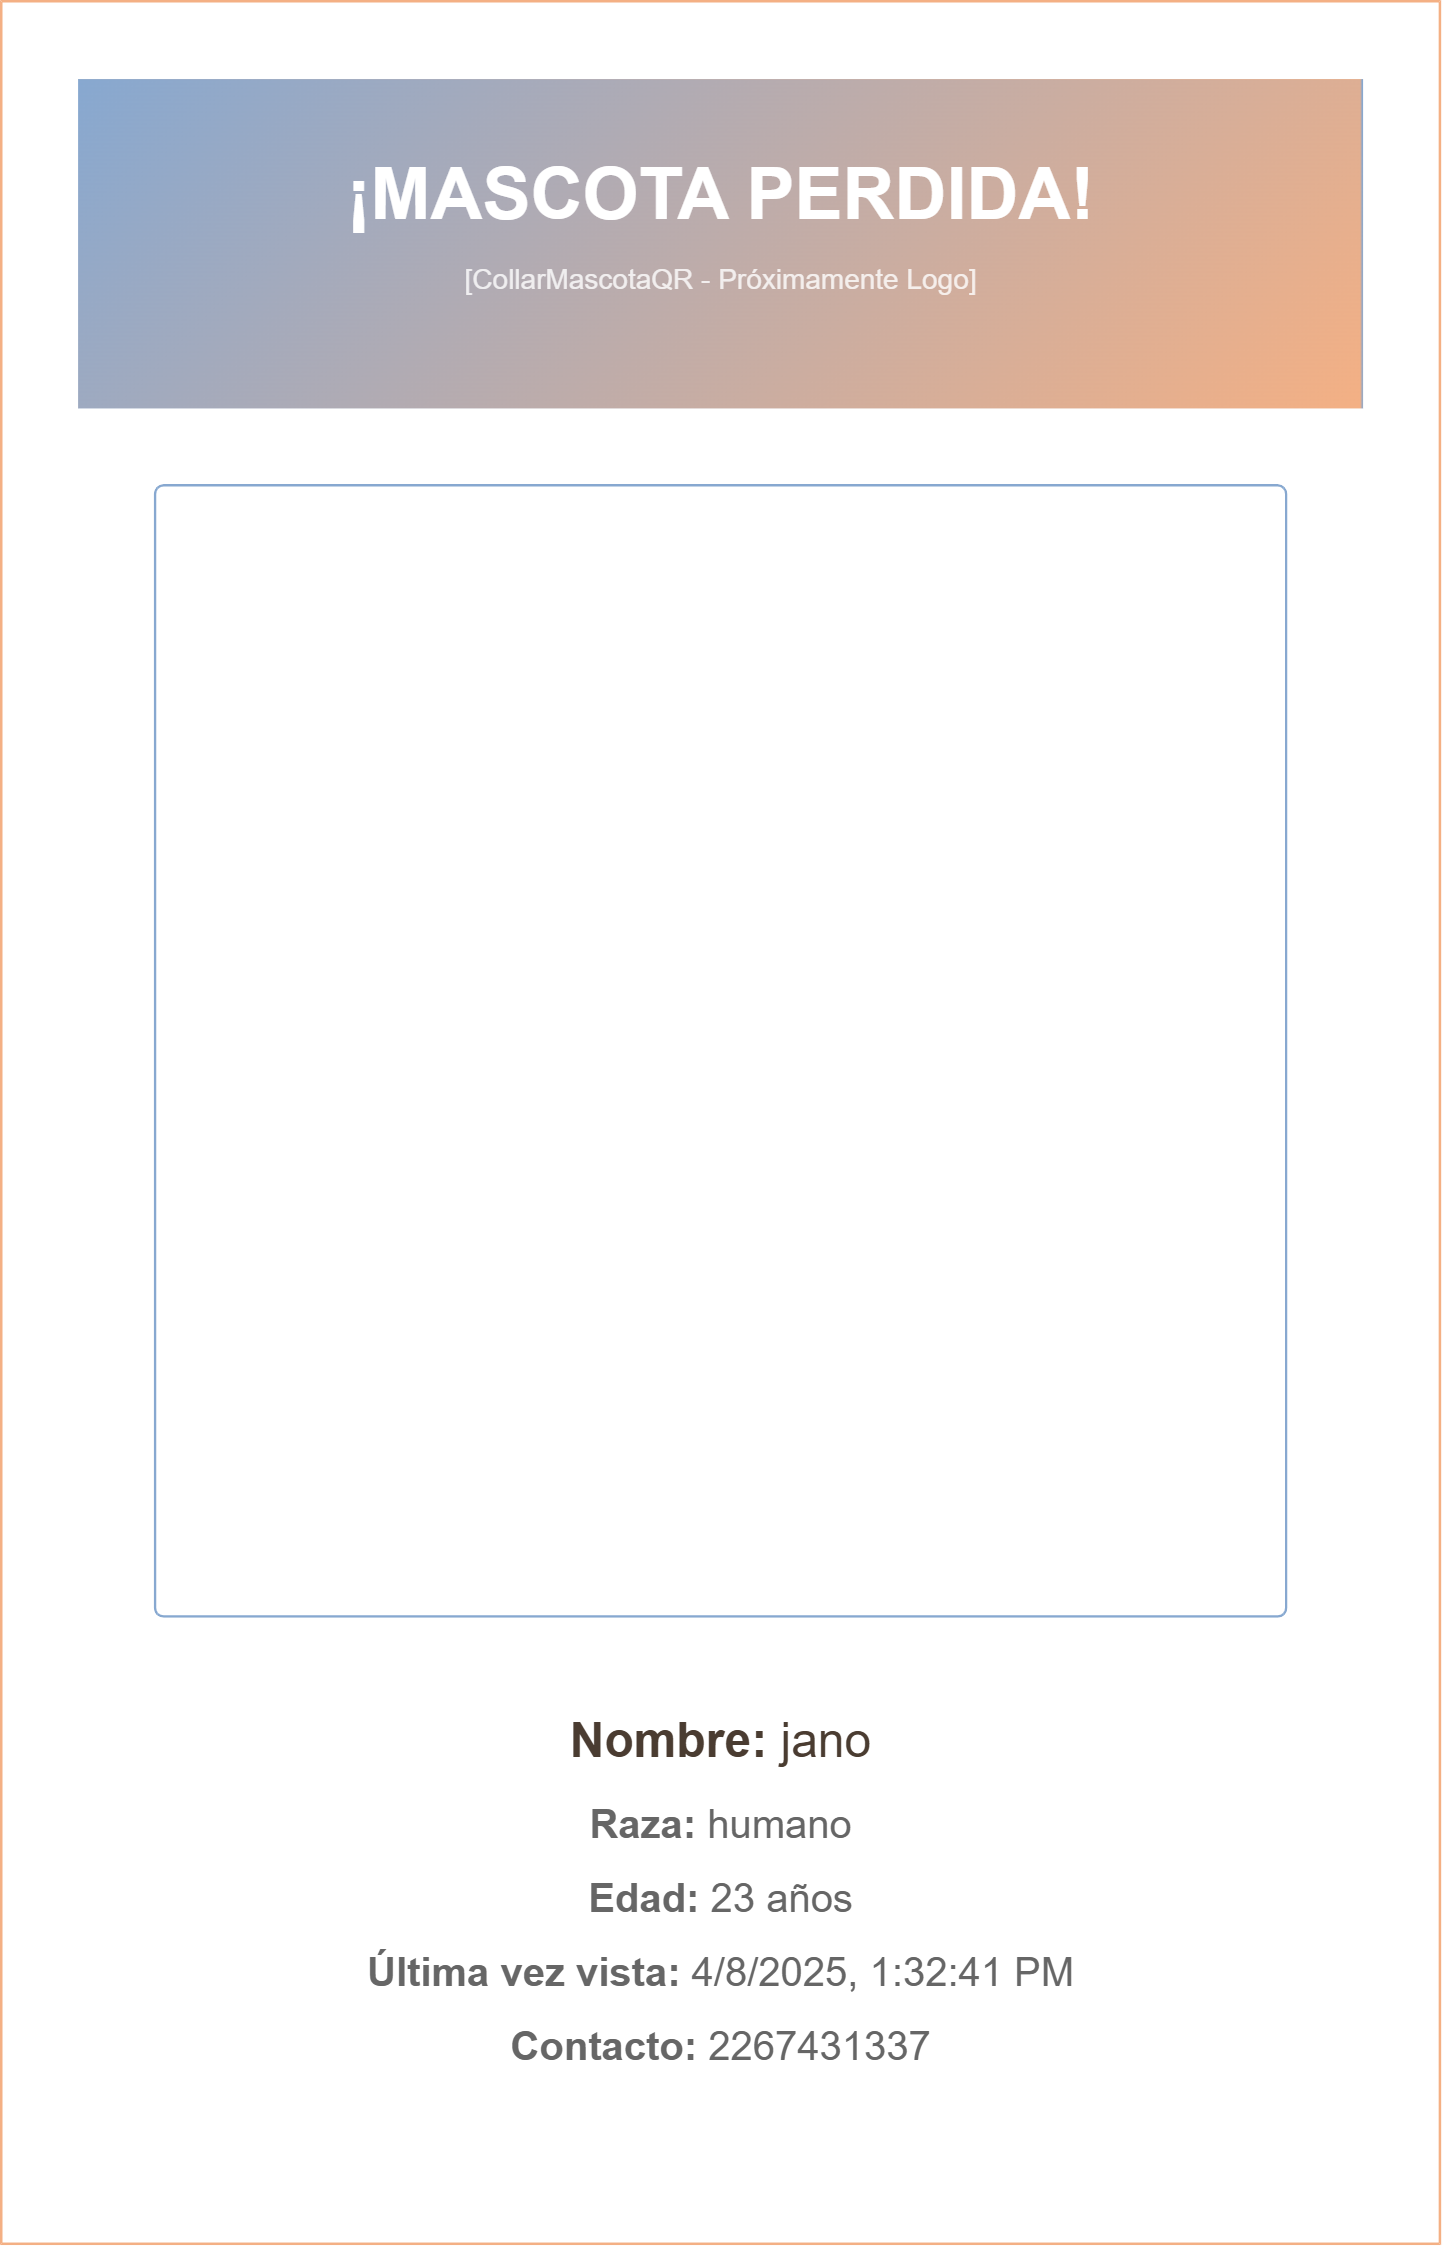 ¡MASCOTA PERDIDA!
[CollarMascotaQR - Próximamente Logo]
Nombre: jano
Raza: humano
Edad: 23 años
Última vez vista: 4/8/2025, 1:32:41 PM
Contacto: 2267431337